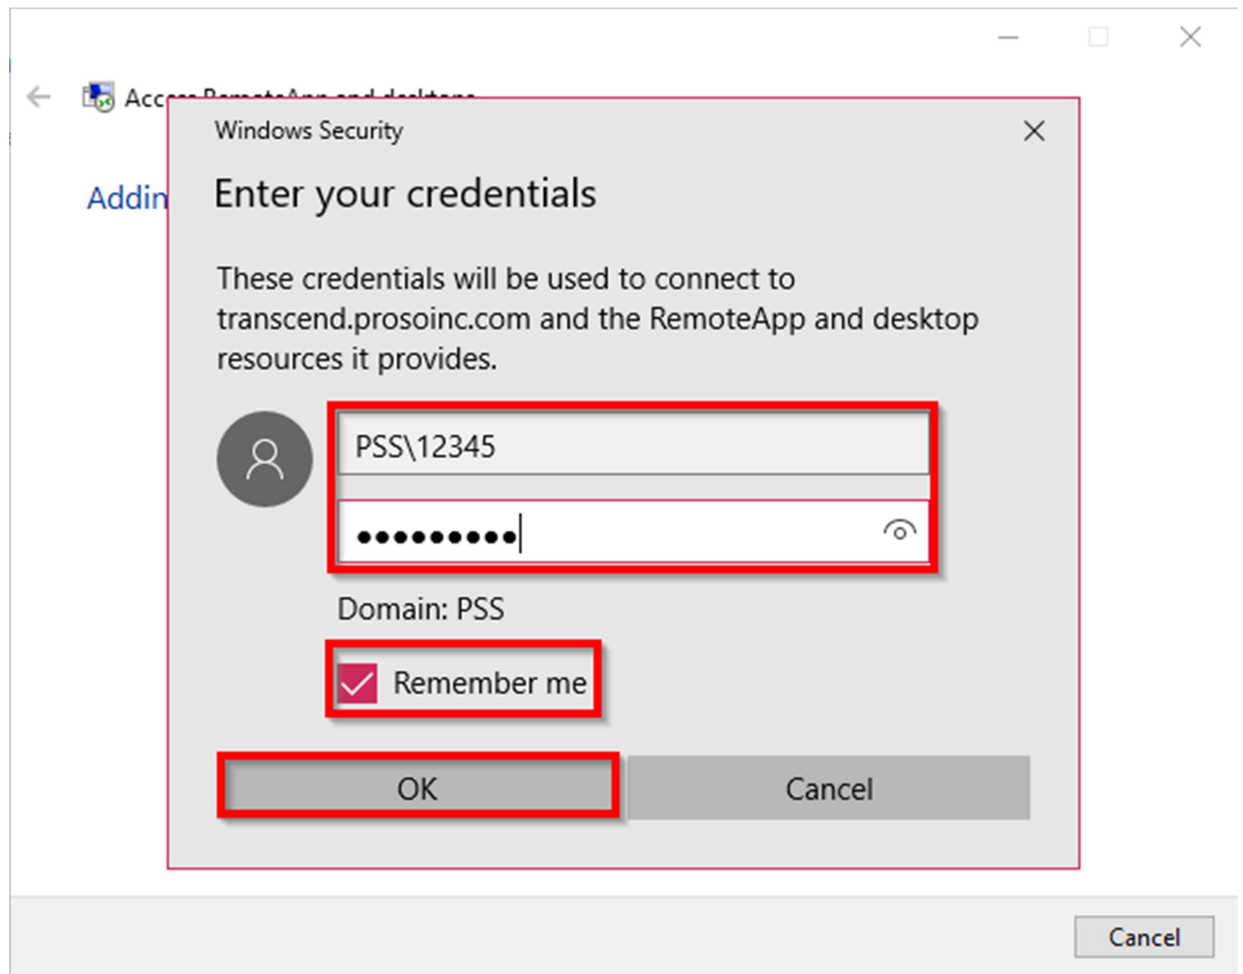 Windows Security
Enter your credentials
These credentials will be used to connect to
transcend.prosoinc.com and the RemoteApp and desktop
resources it provides.
PSS\12345
Domain: PSS
Remember me
OK
Cancel
Cancel